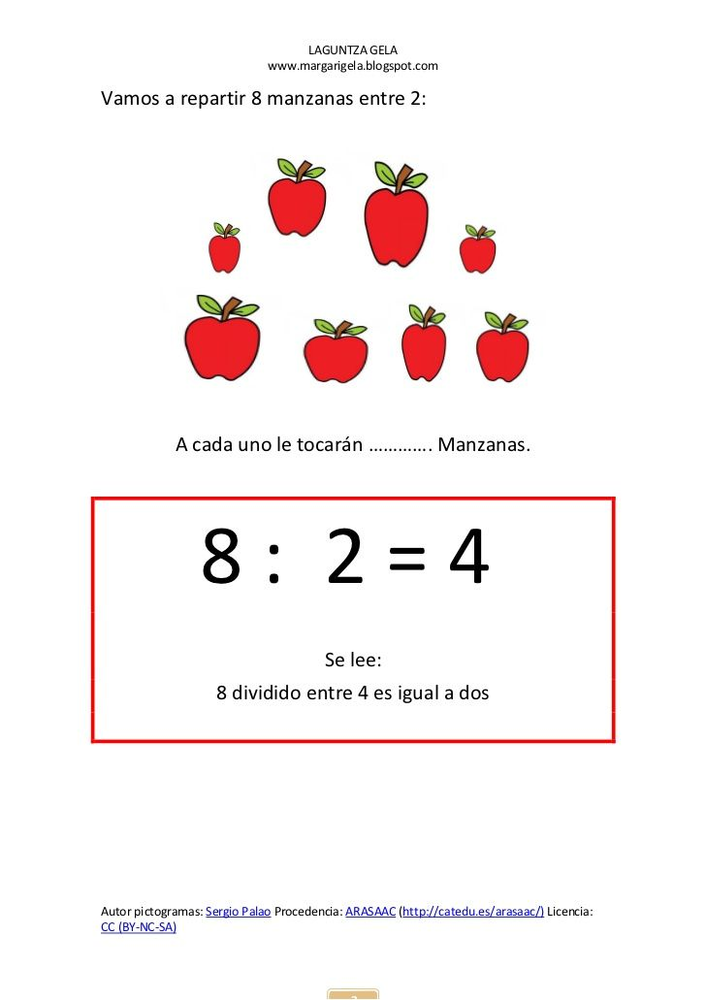 LAGUNTZA GELA
www.margarigela.blogspot.com
Vamos a repartir 8 manzanas entre 2:
A cada uno le tocarán …………. Manzanas.
8 : 2 = 4
Se lee:
8 dividido entre 4 es igual a dos
Autor pictogramas: Sergio Palao Procedencia: ARASAAC (http://catedu.es/arasaac/) Licencia:
CC (BY-NC-SA)